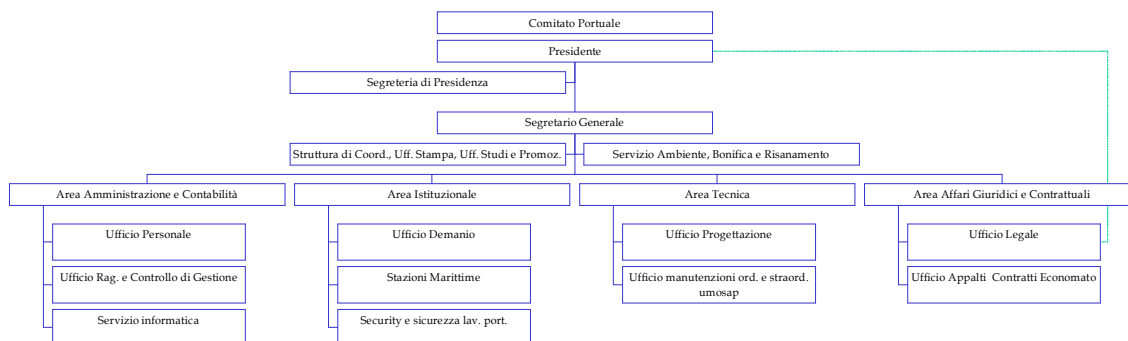 Comitato Portuale
Presidente
Segreteria di Presidenza
Segretario Generale
Struttura di Coord., Uff. Stampa, Uff. Studi e Promoz.
Servizio Ambiente, Bonifica e Risanamento
Area Amministrazione e Contabilità
Area Istituzionale
Area Tecnica
Area Affari Giuridici e Contrattuali
Ufficio Personale
Ufficio Demanio
Ufficio Progettazione
Ufficio Legale
Ufficio Rag. e Controllo di Gestione
Stazioni Marittime
Ufficio manutenzioni ord. e straord.
umosap
Ufficio Appalti Contratti Economato
Servizio informatica
Security e sicurezza lav. port.